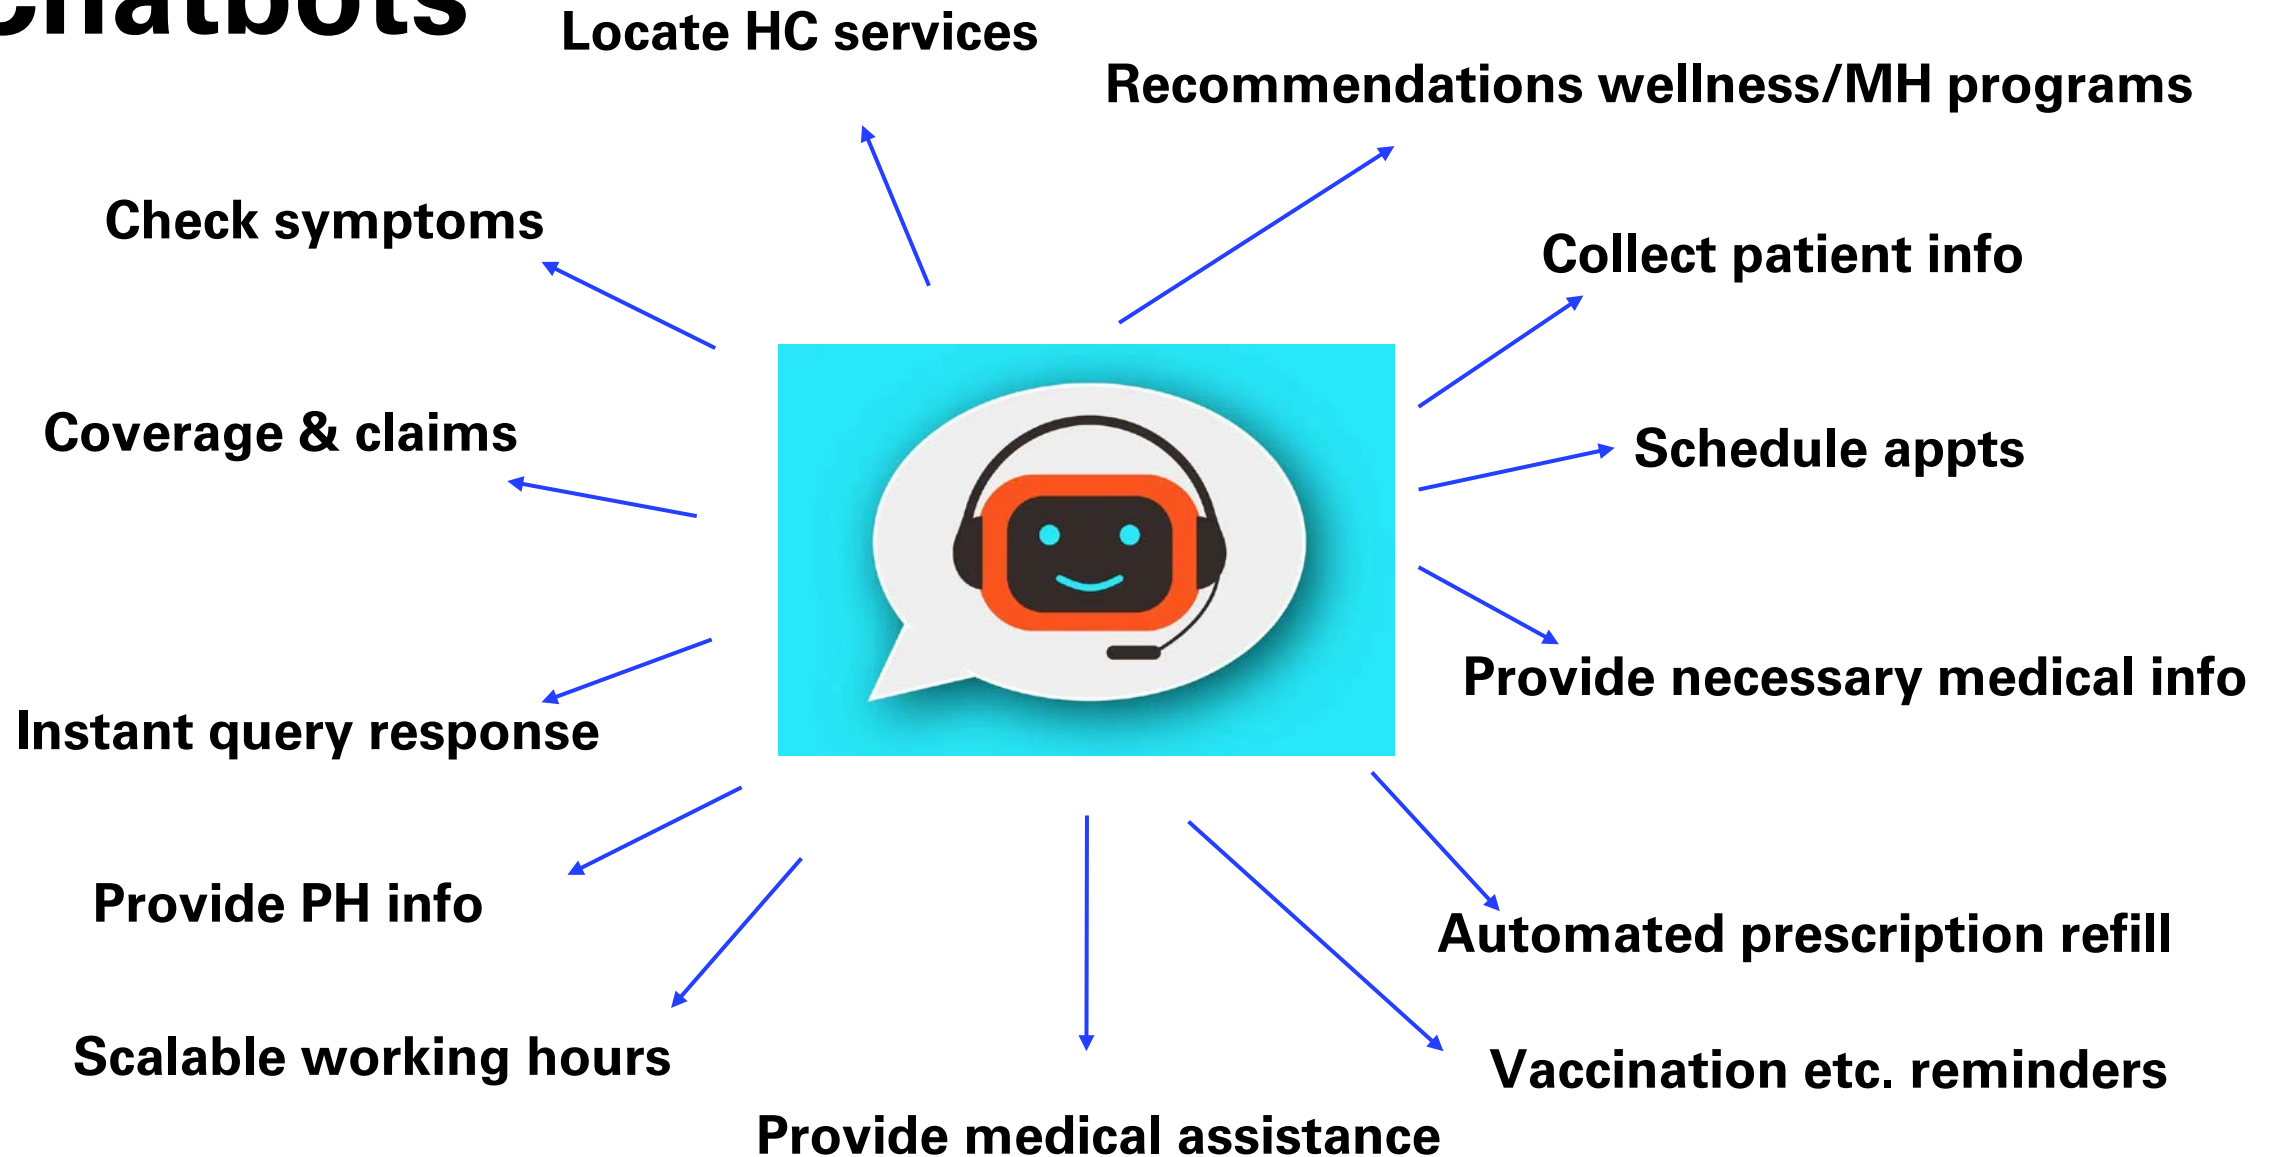 Chatbots
Locate HC services
Recommendations wellness/MH programs
Check symptoms
Collect patient info
Coverage & claims
Schedule appts
Provide necessary medical info
Instant query response
Provide PH info
Automated prescription refill
Scalable working hours
Vaccination etc. reminders
Provide medical assistance